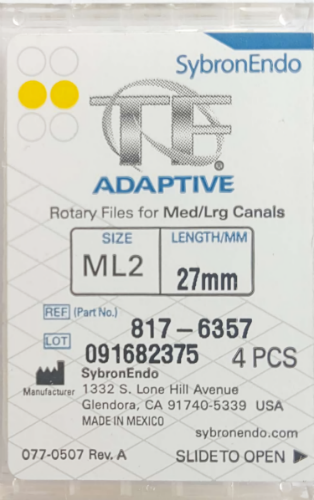 SybronEndo
TF®
ADAPTIVE
Rotary Files for Med/Lrg Canals
SIZE LENGTH/MM
ML2 27mm
REF (Part No.) 817-6357
LOT 091682375 4 PCS
SybronEndo
Manufacturer 1332 S. Lone Hill Avenue
Glendora, CA 91740-5339 USA
MADE IN MEXICO
sybronendo.com
077-0507 Rev. A SLIDE TO OPEN